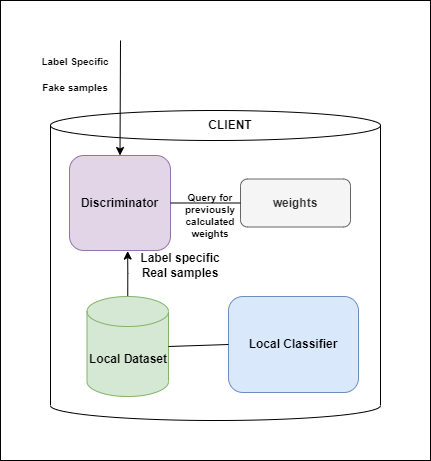 Label Specific
Fake samples
CLIENT
Discriminator
Query for
previously
calculated
weights
weights
Label specific
Real samples
Local Dataset
Local Classifier